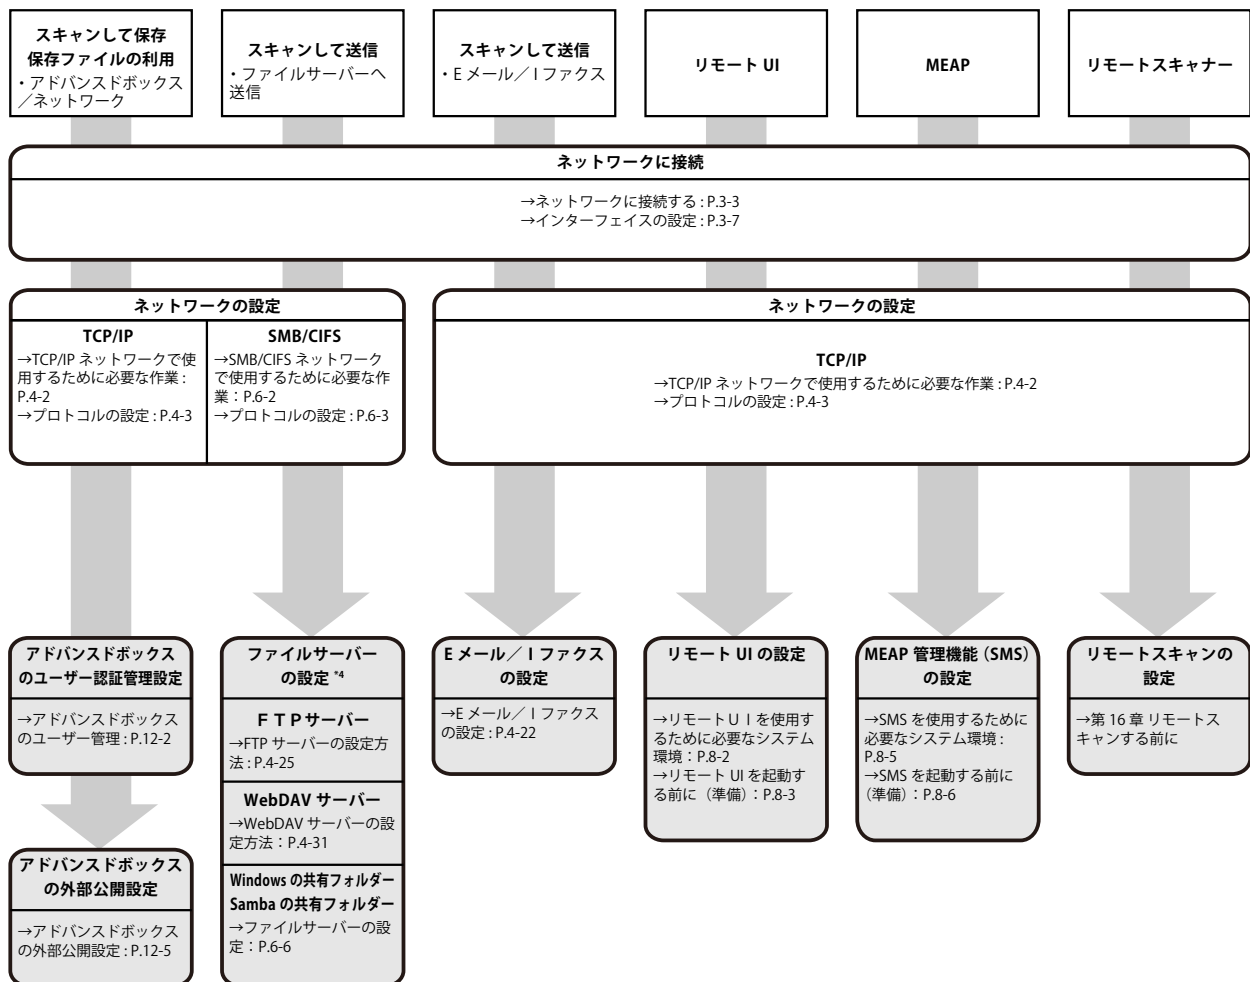 スキャンして保存
保存ファイルの利用
・アドバンスドボックス
／ネットワーク
スキャンして送信
・ファイルサーバーへ
送信
スキャンして送信
・E メール／I ファクス
リモート UI
MEAP
リモートスキャナー
ネットワークに接続
→ネットワークに接続する : P.3-3
→インターフェイスの設定 : P.3-7
ネットワークの設定
TCP/IP
→TCP/IP ネットワークで使
用するために必要な作業 :
P.4-2
→プロトコルの設定 : P.4-3
SMB/CIFS
→SMB/CIFS ネットワーク
で使用するために必要な作
業：P.6-2
→プロトコルの設定 : P.6-3
ネットワークの設定
TCP/IP
→TCP/IP ネットワークで使用するために必要な作業 : P.4-2
→プロトコルの設定 : P.4-3
アドバンスドボックス
のユーザー認証管理設定
→アドバンスドボックス
のユーザー管理 : P.12-2
アドバンスドボックス
の外部公開設定
→アドバンスドボックス
の外部公開設定 : P.12-5
ファイルサーバー
の設定 *4
ＦＴＰサーバー
→FTP サーバーの設定方
法 : P.4-25
WebDAV サーバー
→WebDAV サーバーの設
定方法：P.4-31
Windows の共有フォルダー
Samba の共有フォルダー
→ファイルサーバーの設
定：P.6-6
E メール／ I ファクス
の設定
→E メール／ I ファクス
の設定 : P.4-22
リモート UI の設定
→リモートＵＩを使用す
るために必要なシステム
環境：P.8-2
→リモート UI を起動す
る前に（準備）：P.8-3
MEAP 管理機能（SMS）
の設定
→SMS を使用するために
必要なシステム環境 :
P.8-5
→SMS を起動する前に
（準備）：P.8-6
リモートスキャンの
設定
→第 16 章 リモートス
キャンする前に